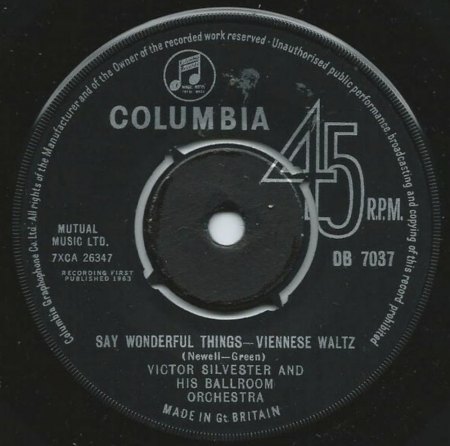 Columbia Graphophone Co. Ltd. All rights of the Manufacturer and of the Owner of the recorded work reserved - Unauthorised public performance, broadcasting and copying of this record prohibited
COLUMBIA
45 R.P.M.
MUTUAL
MUSIC LTD.
7XCA 26347
RECORDING FIRST
PUBLISHED 1963
DB 7037
SAY WONDERFUL THINGS—VIENNESE WALTZ
(Newell—Green)
VICTOR SILVESTER AND
HIS BALLROOM
ORCHESTRA
MADE IN Gt. BRITAIN